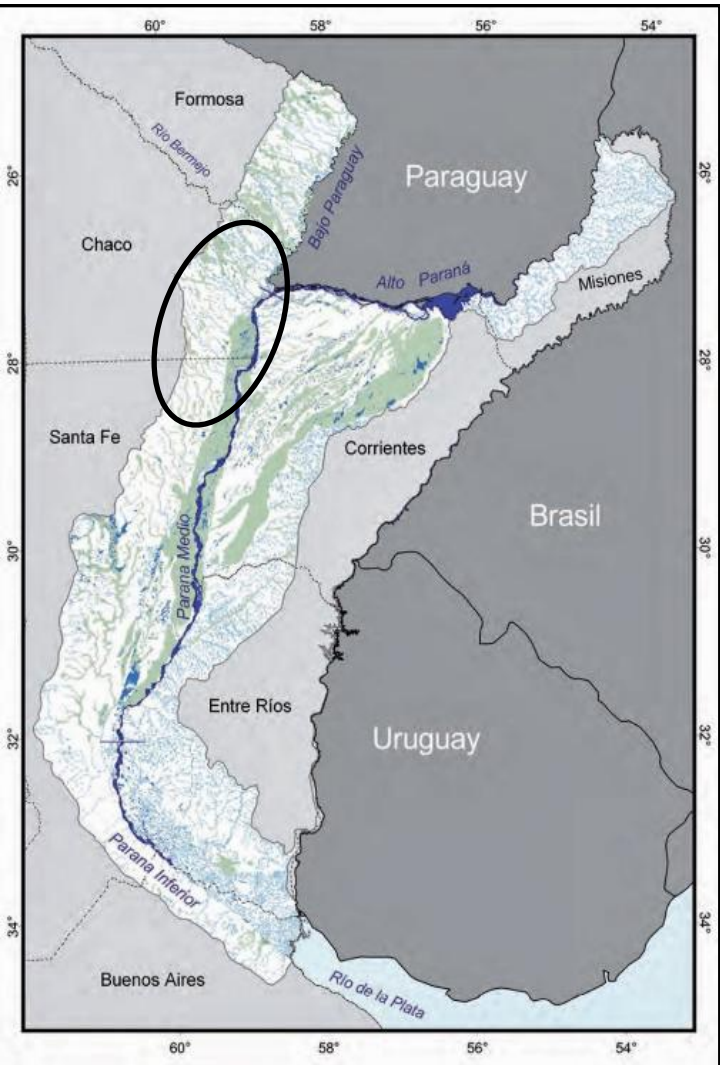 60°
58°
56°
54°
Formosa
Río Bermejo
Bajo Paraguay
Paraguay
26°
26°
Chaco
Alto Paraná
Misiones
28°
28°
Santa Fe
Corrientes
Brasil
30°
30°
Parana Medio
Entre Ríos
Uruguay
32°
32°
Parana Inferior
34°
34°
Buenos Aires
Río de la Plata
60°
58°
56°
54°